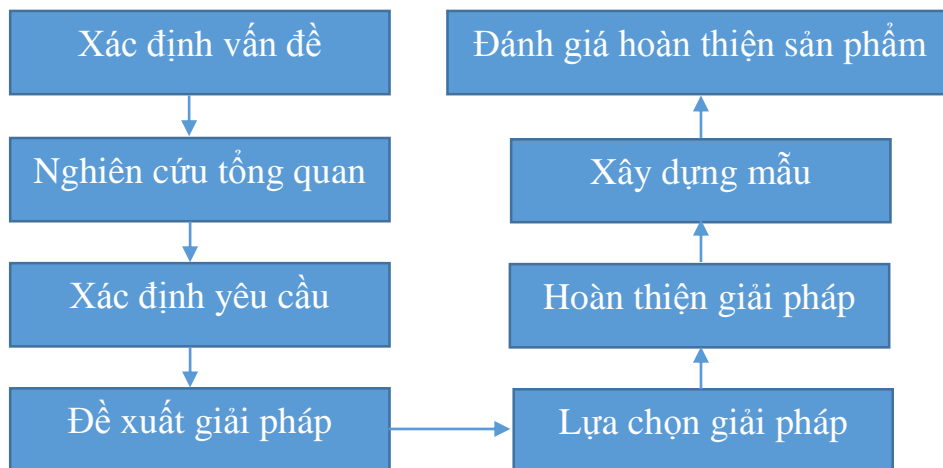 Xác định vấn đề
Nghiên cứu tổng quan
Xác định yêu cầu
Đề xuất giải pháp
Lựa chọn giải pháp
Hoàn thiện giải pháp
Xây dựng mẫu
Đánh giá hoàn thiện sản phẩm